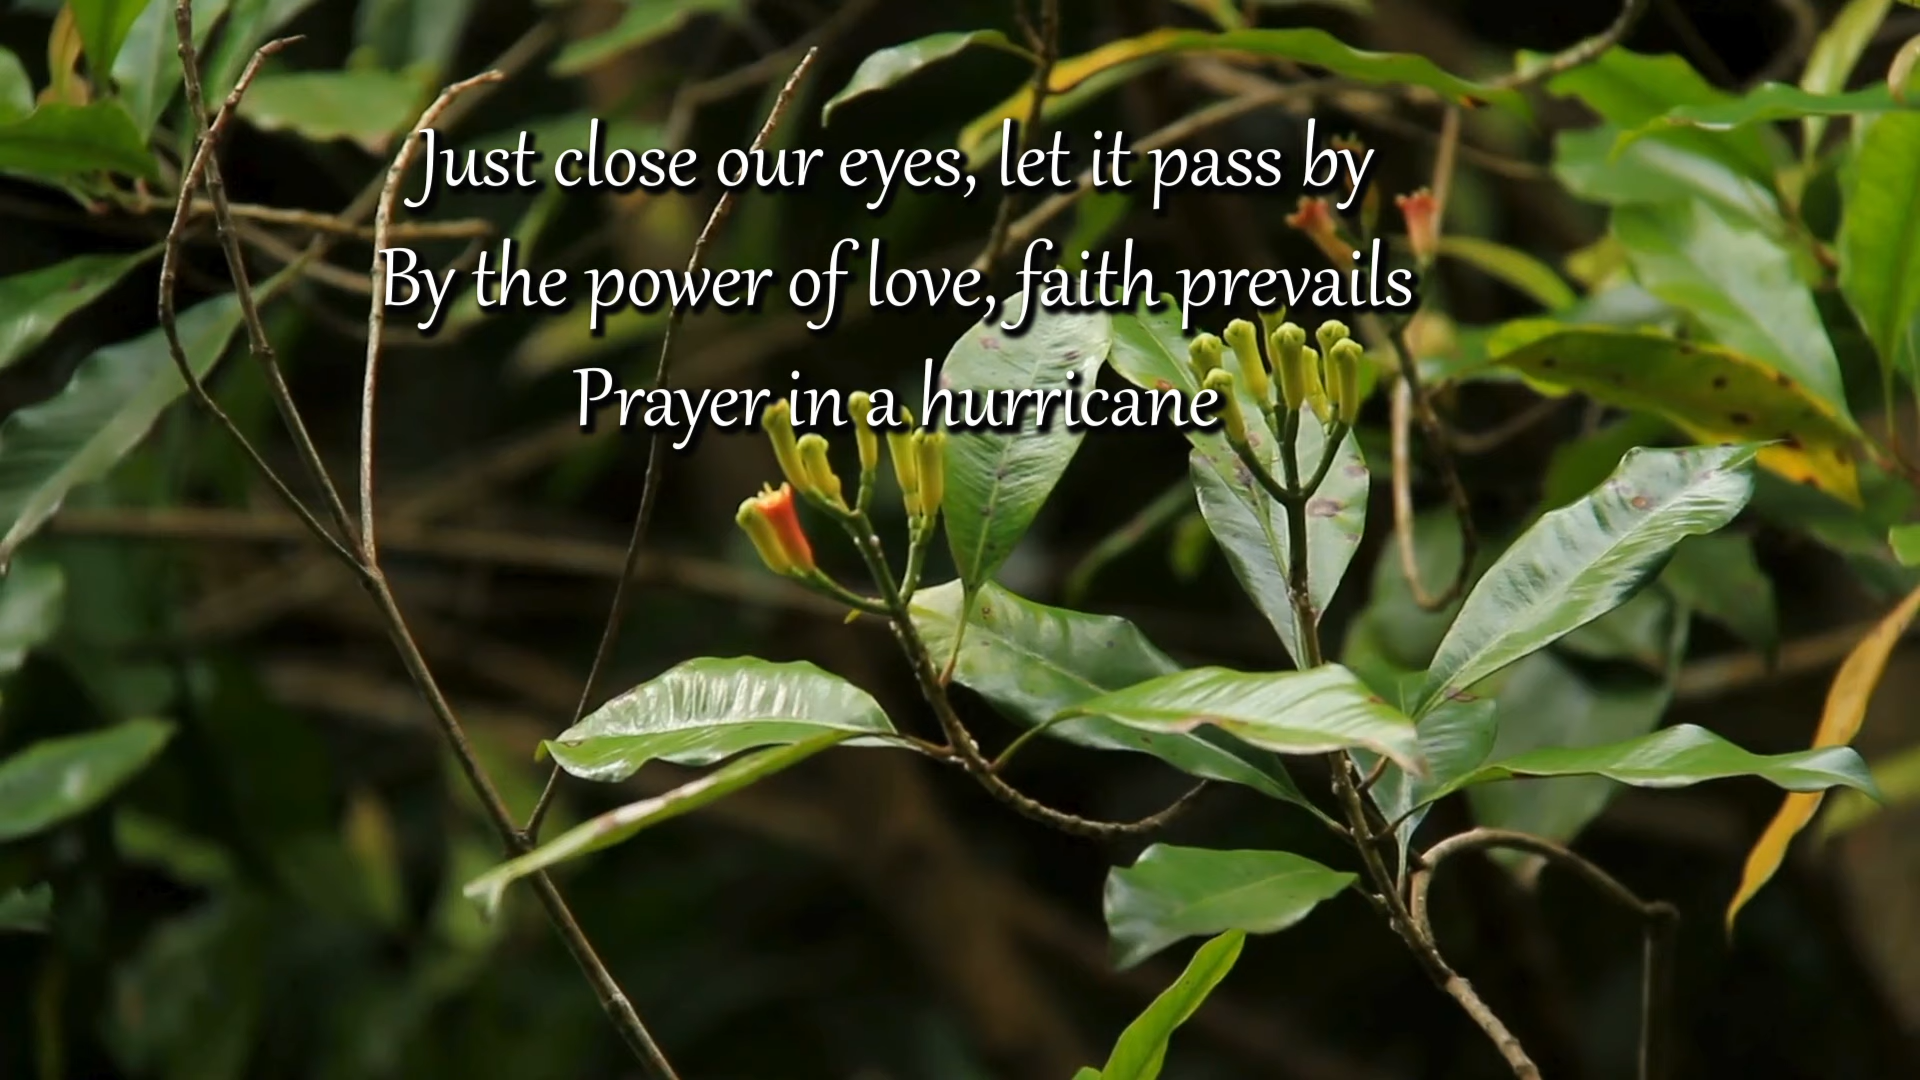 Just close our eyes, let it pass by
By the power of love, faith prevails
Prayer in a hurricane